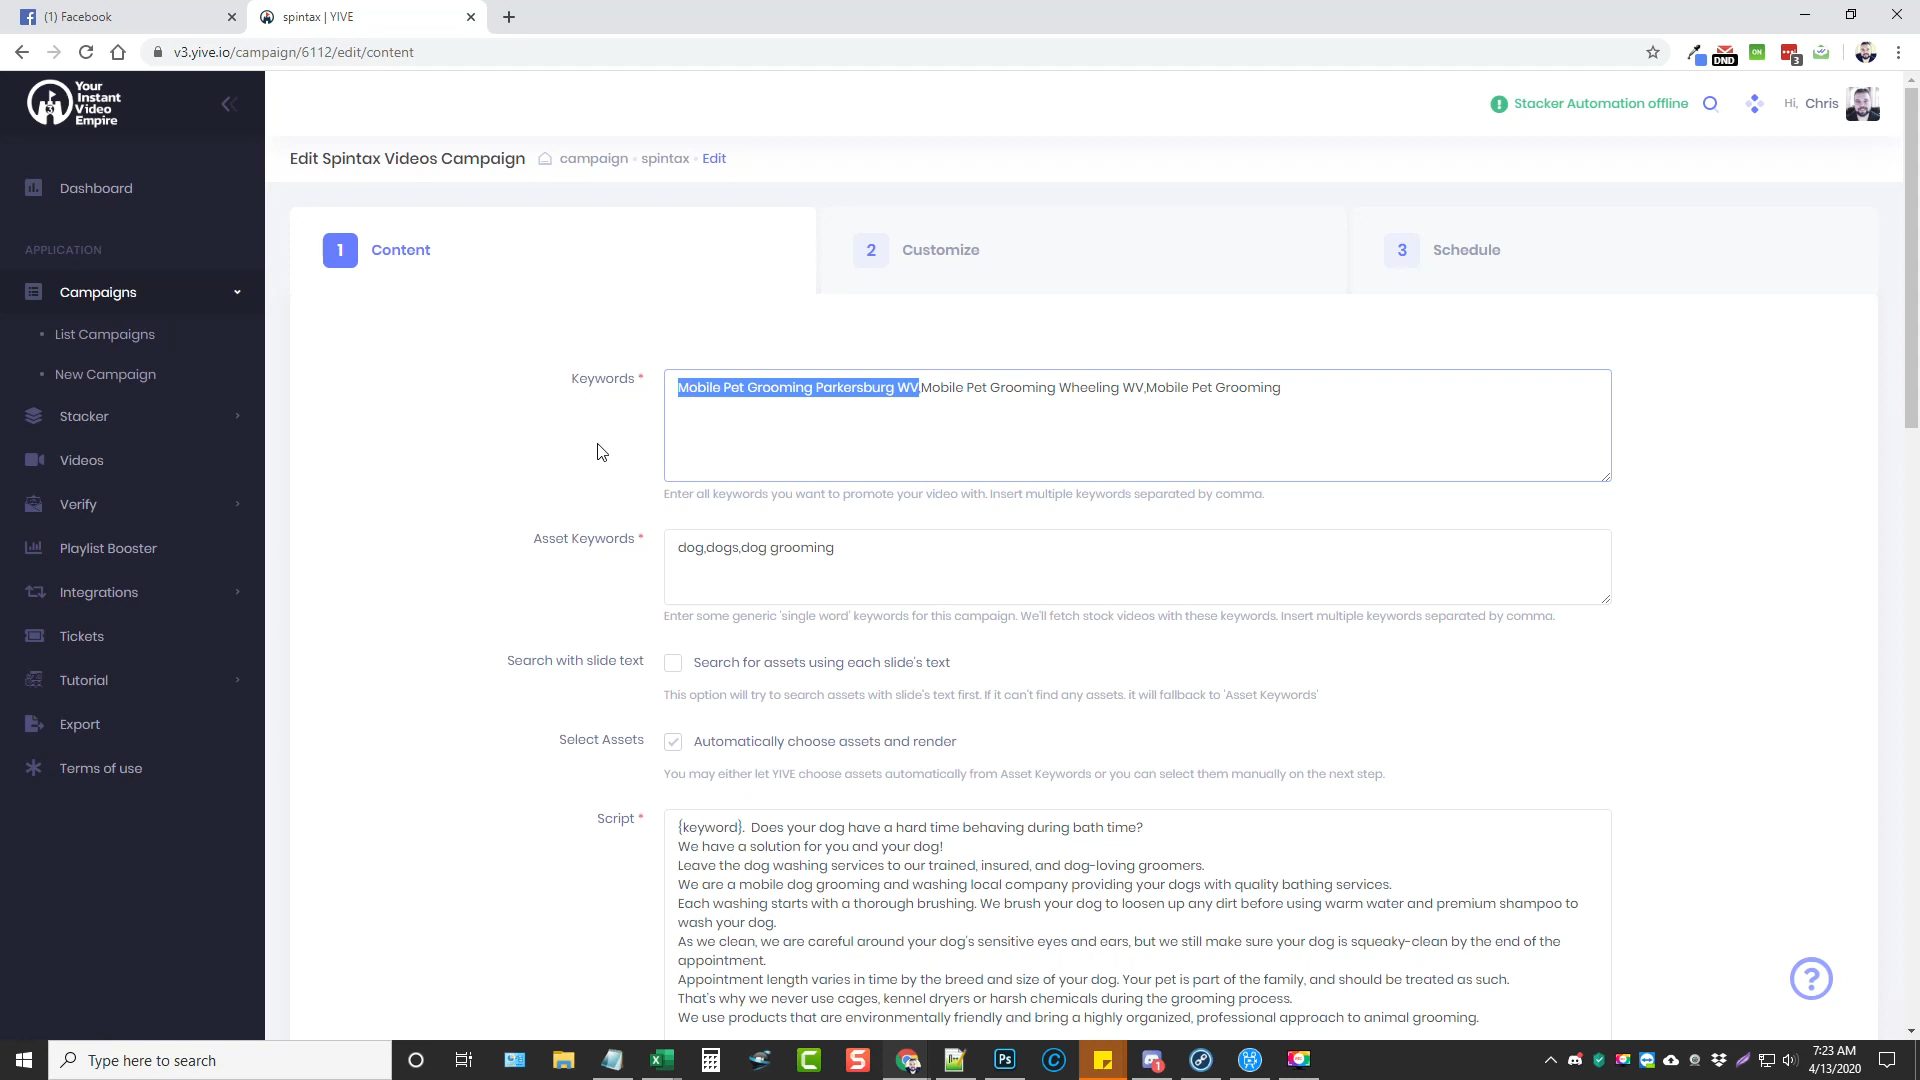 (1) Facebook
spintax | YIVE
v3.yive.io/campaign/6112/edit/content
DND
ON
3
Your
Instant
Video
Empire
Stacker Automation offline
Hi, Chris
Edit Spintax Videos Campaign
campaign
spintax
Edit
Dashboard
APPLICATION
Campaigns
List Campaigns
New Campaign
Stacker
Videos
Verify
Playlist Booster
Integrations
Tickets
Tutorial
Export
Terms of use
1 Content
2 Customize
3 Schedule
Keywords *
Mobile Pet Grooming Parkersburg WV,Mobile Pet Grooming Wheeling WV,Mobile Pet Grooming
Enter all keywords you want to promote your video with. Insert multiple keywords separated by comma.
Asset Keywords *
dog,dogs,dog grooming
Enter some generic 'single word' keywords for this campaign. We'll fetch stock videos with these keywords. Insert multiple keywords separated by comma.
Search with slide text
Search for assets using each slide's text
This option will try to search assets with slide's text first. If it can't find any assets. it will fallback to 'Asset Keywords'
Select Assets
Automatically choose assets and render
You may either let YIVE choose assets automatically from Asset Keywords or you can select them manually on the next step.
Script *
{keyword}. Does your dog have a hard time behaving during bath time?
We have a solution for you and your dog!
Leave the dog washing services to our trained, insured, and dog-loving groomers.
We are a mobile dog grooming and washing local company providing your dogs with quality bathing services.
Each washing starts with a thorough brushing. We brush your dog to loosen up any dirt before using warm water and premium shampoo to
wash your dog.
As we clean, we are careful around your dog's sensitive eyes and ears, but we still make sure your dog is squeaky-clean by the end of the
appointment.
Appointment length varies in time by the breed and size of your dog. Your pet is part of the family, and should be treated as such.
That's why we never use cages, kennel dryers or harsh chemicals during the grooming process.
We use products that are environmentally friendly and bring a highly organized, professional approach to animal grooming.
?
Type here to search
Ps
1
7:23 AM
4/13/2020